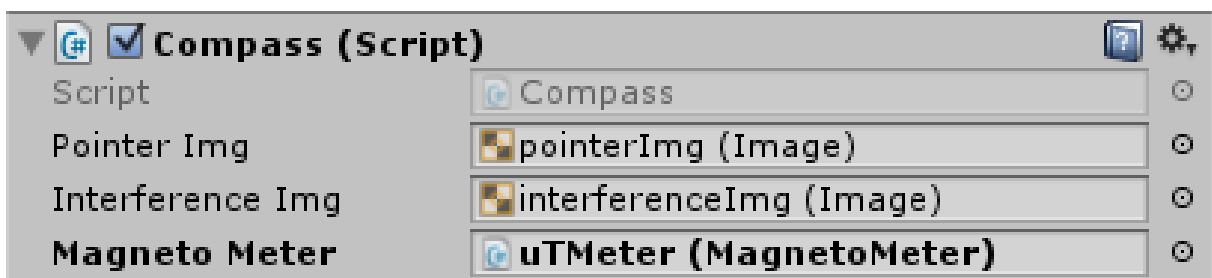 Compass (Script)
Script Compass
Pointer Img pointerImg (Image)
Interference Img interferenceImg (Image)
Magneto Meter uTMeter (MagnetoMeter)